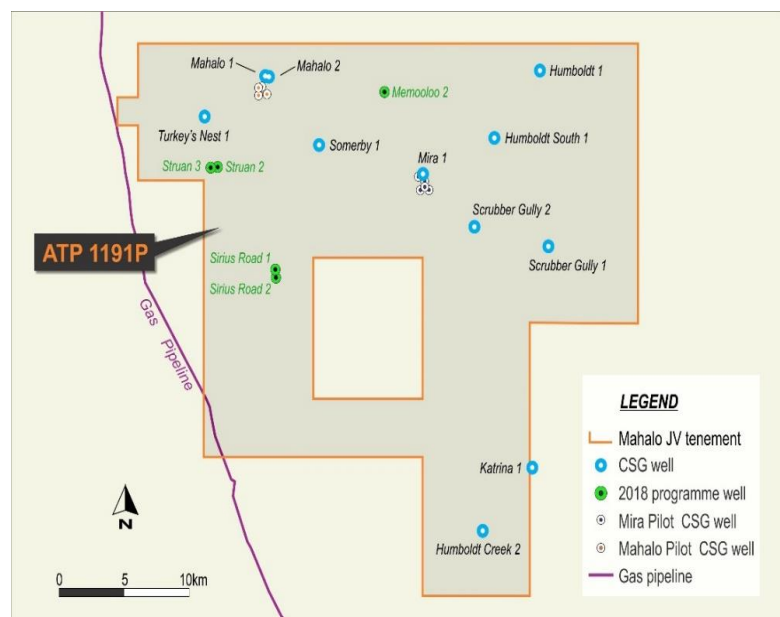 Mahalo 1
Mahalo 2
Humboldt 1
Memooloo 2
Turkey's Nest 1
Somerby 1
Humboldt South 1
Mira 1
Struan 3
Struan 2
Scrubber Gully 2
ATP 1191P
Scrubber Gully 1
Sirius Road 1
Sirius Road 2
Gas Pipeline
LEGEND
Mahalo JV tenement
CSG well
2018 programme well
Mira Pilot CSG well
Mahalo Pilot CSG well
Gas pipeline
Katrina 1
Humboldt Creek 2
N
0 5 10km